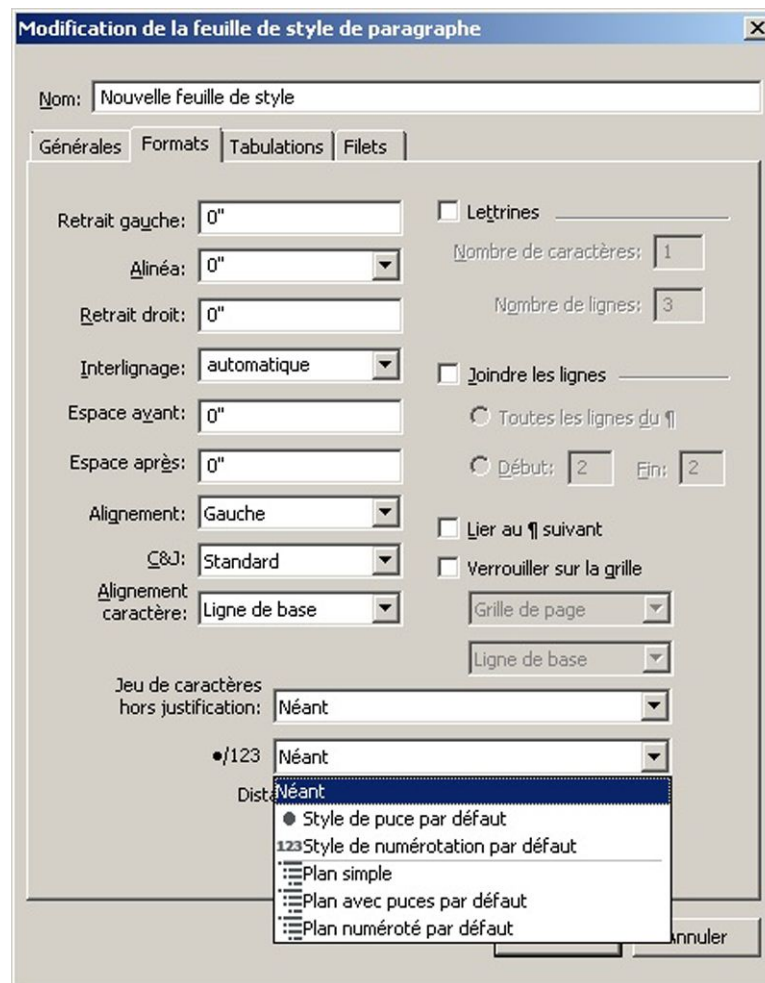 Modification de la feuille de style de paragraphe
Nom: Nouvelle feuille de style
Générales Formats Tabulations Filets
Retrait gauche: 0"
Alinéa: 0"
Retrait droit: 0"
Interlignage: automatique
Espace avant: 0"
Espace après: 0"
Alignement: Gauche
C&J: Standard
Alignement
caractère: Ligne de base
Lettrines
Nombre de caractères: 1
Nombre de lignes: 3
Joindre les lignes
Toutes les lignes du ¶
Début: 2 Fin: 2
Lier au ¶ suivant
Verrouiller sur la grille
Grille de page
Ligne de base
Jeu de caractères
hors justification: Néant
●/123 Néant
Néant
Style de puce par défaut
123 Style de numérotation par défaut
Plan simple
Plan avec puces par défaut
Plan numéroté par défaut